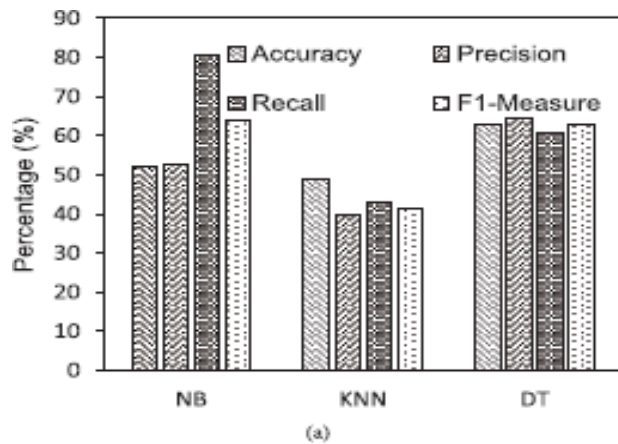 90
80
70
60
50
40
30
20
10
0
Percentage (%)
Accuracy Precision
Recall F1-Measure
NB KNN DT
(a)